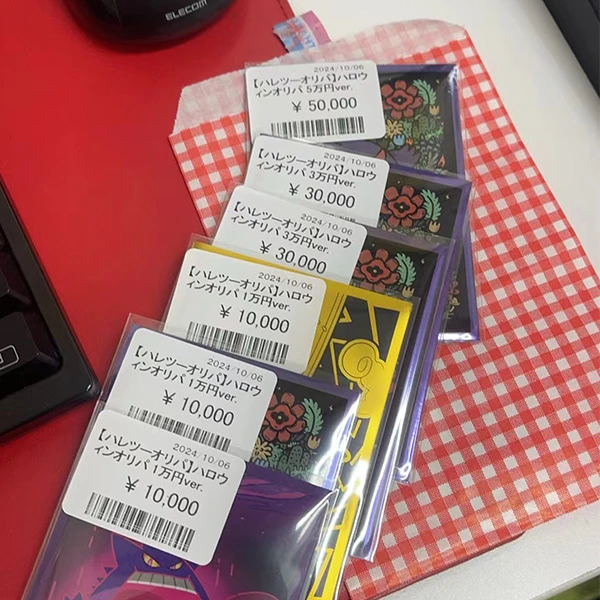 ELECOM
2024/10/06
【ハレツーオリパ】ハロウ
ィンオリパ 5万円ver.
¥ 50,000
2024/10/06
【ハレツーオリパ】ハロウ
ィンオリパ 3万円ver.
¥ 30,000
2024/10/06
【ハレツーオリパ】ハロウ
ィンオリパ 3万円ver.
¥ 30,000
2024/10/06
【ハレツーオリパ】ハロウ
ィンオリパ 1万円ver.
¥ 10,000
2024/10/06
【ハレツーオリパ】ハロウ
ィンオリパ 1万円ver.
¥ 10,000
2024/10/06
【ハレツーオリパ】ハロウ
ィンオリパ 1万円ver.
¥ 10,000